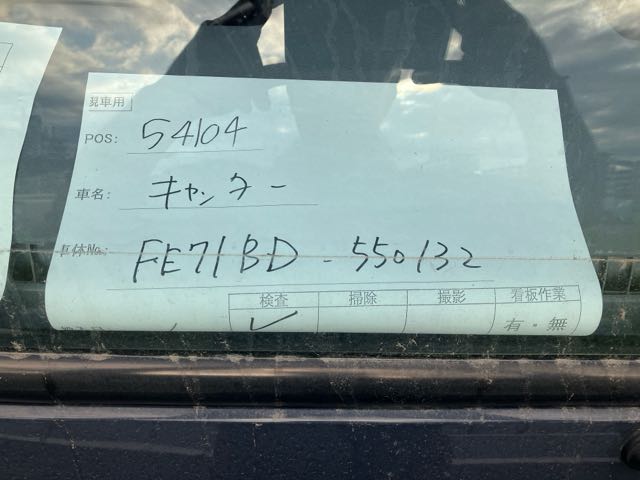 現車用
POS: 54104
車名: キャンター
車体No.: FE71BD-550132
検査 掃除 撮影 看板作業
✓ 有・無